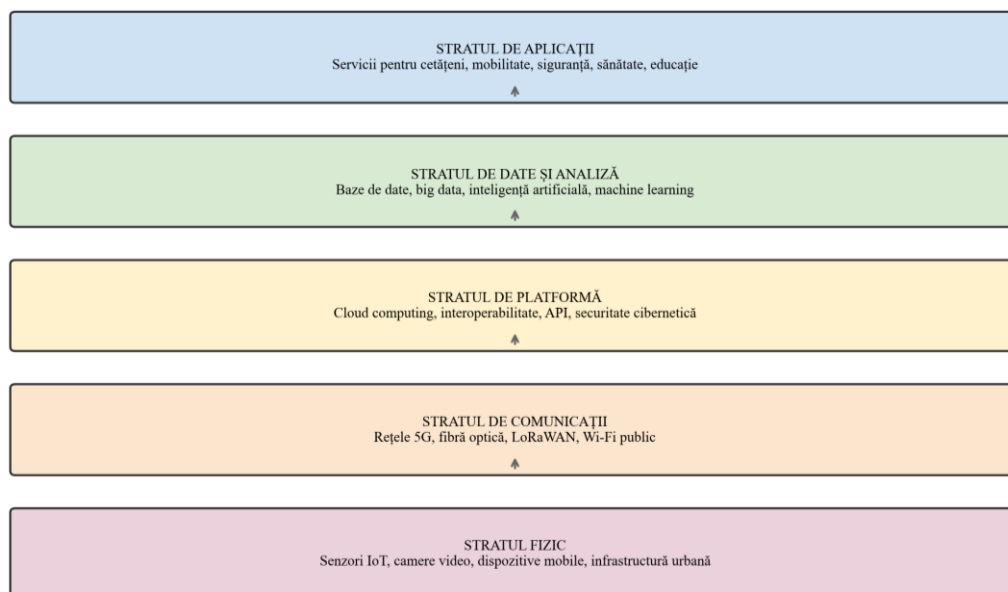 STRATUL DE APLICAȚII
Servicii pentru cetățeni, mobilitate, siguranță, sănătate, educație
STRATUL DE DATE ȘI ANALIZĂ
Baze de date, big data, inteligență artificială, machine learning
STRATUL DE PLATFORMĂ
Cloud computing, interoperabilitate, API, securitate cibernetică
STRATUL DE COMUNICAȚII
Rețele 5G, fibră optică, LoRaWAN, Wi-Fi public
STRATUL FIZIC
Senzori IoT, camere video, dispozitive mobile, infrastructură urbană